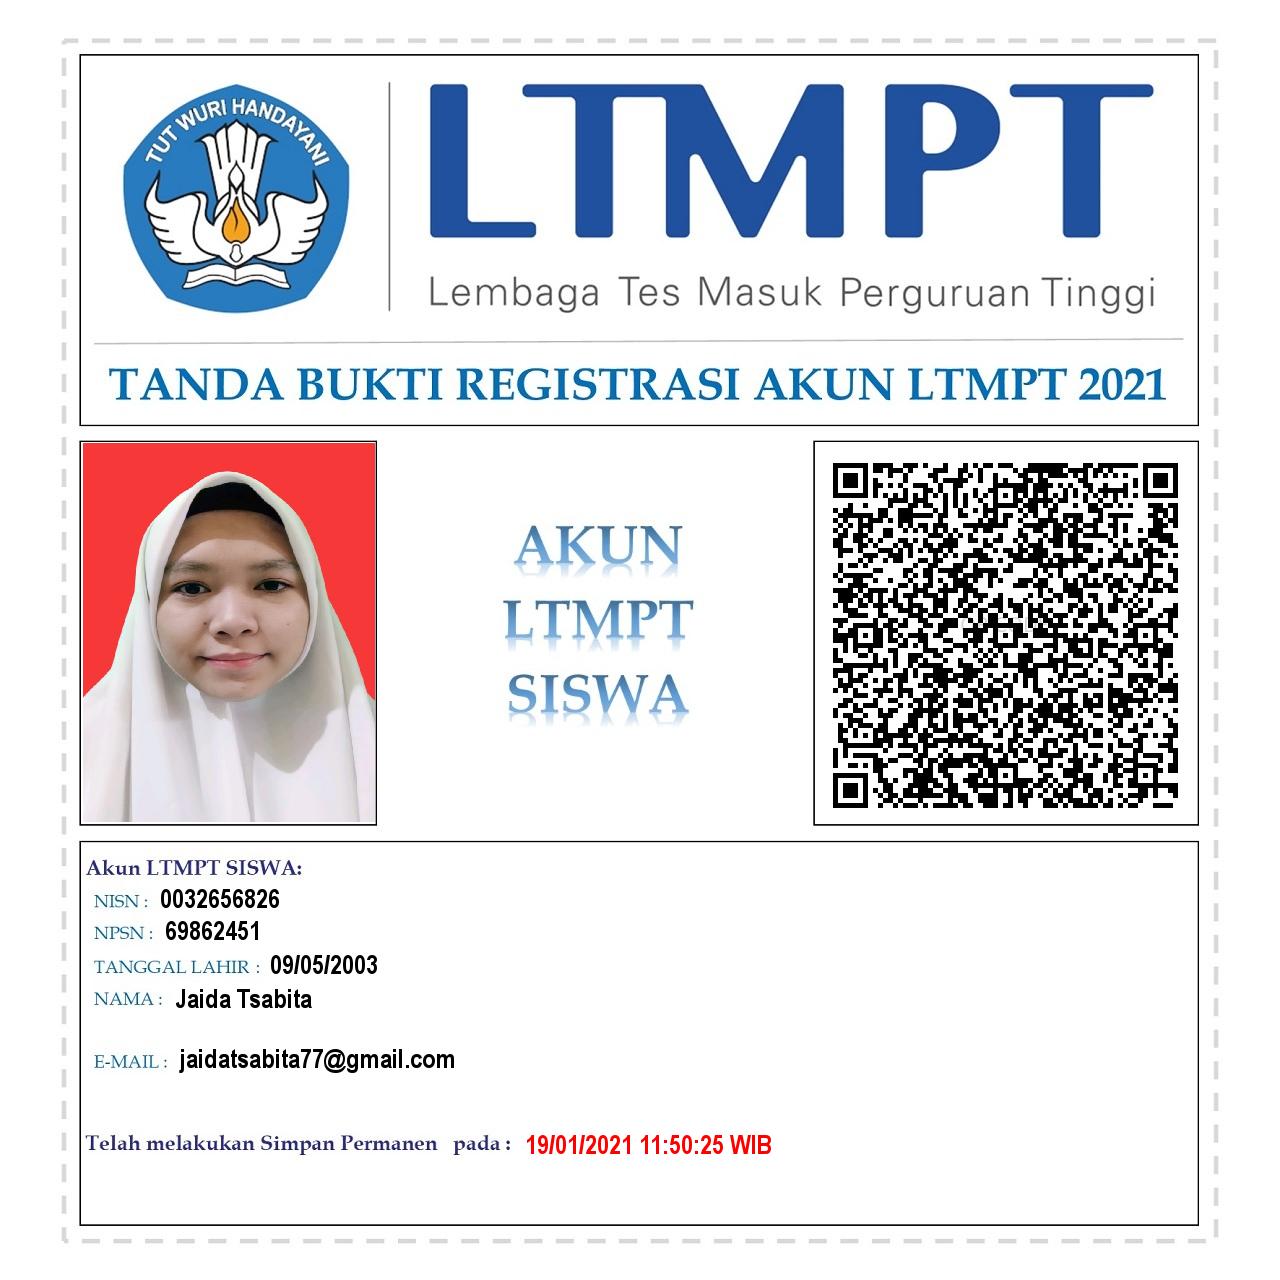 TUT WURI HANDAYANI
LTMPT
Lembaga Tes Masuk Perguruan Tinggi
TANDA BUKTI REGISTRASI AKUN LTMPT 2021
AKUN
LTMPT
SISWA
Akun LTMPT SISWA:
NISN : 0032656826
NPSN : 69862451
TANGGAL LAHIR : 09/05/2003
NAMA : Jaida Tsabita
E-MAIL : jaidatsabita77@gmail.com
Telah melakukan Simpan Permanen pada : 19/01/2021 11:50:25 WIB